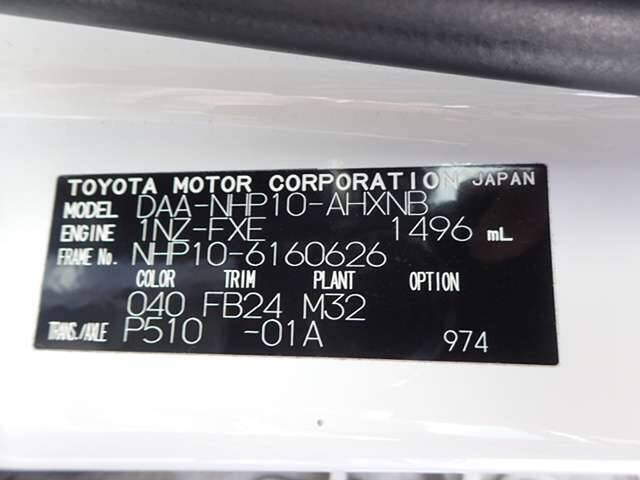 TOYOTA MOTOR CORPORATION JAPAN
MODEL DAA-NHP10-AHXNB
ENGINE 1NZ-FXE 1496 mL
FRAME No. NHP10-6160626
COLOR TRIM PLANT OPTION
040 FB24 M32
TRANS./AXLE P510 -01A 974